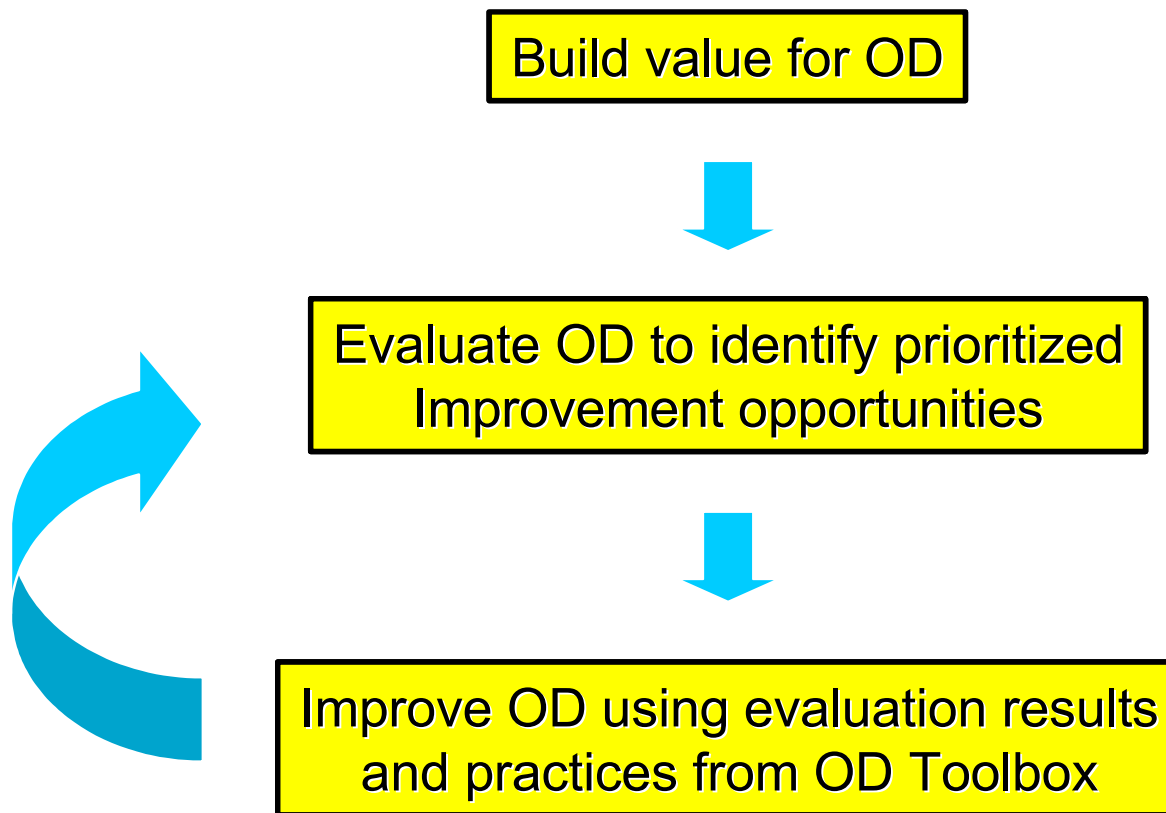 Build value for OD
Evaluate OD to identify prioritized
Improvement opportunities
Improve OD using evaluation results
and practices from OD Toolbox